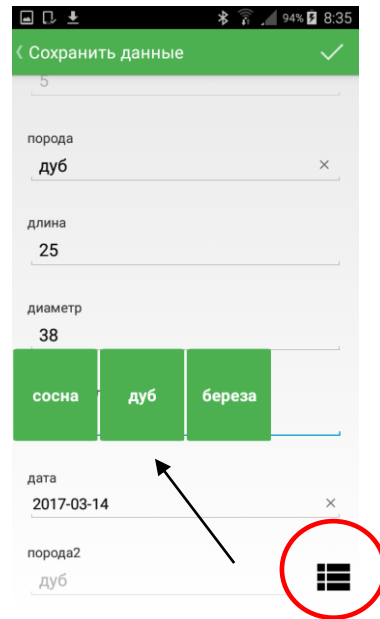 94% 8:35
Сохранить данные
5
порода
дуб
длина
25
диаметр
38
сосна дуб береза
дата
2017-03-14
порода2
дуб